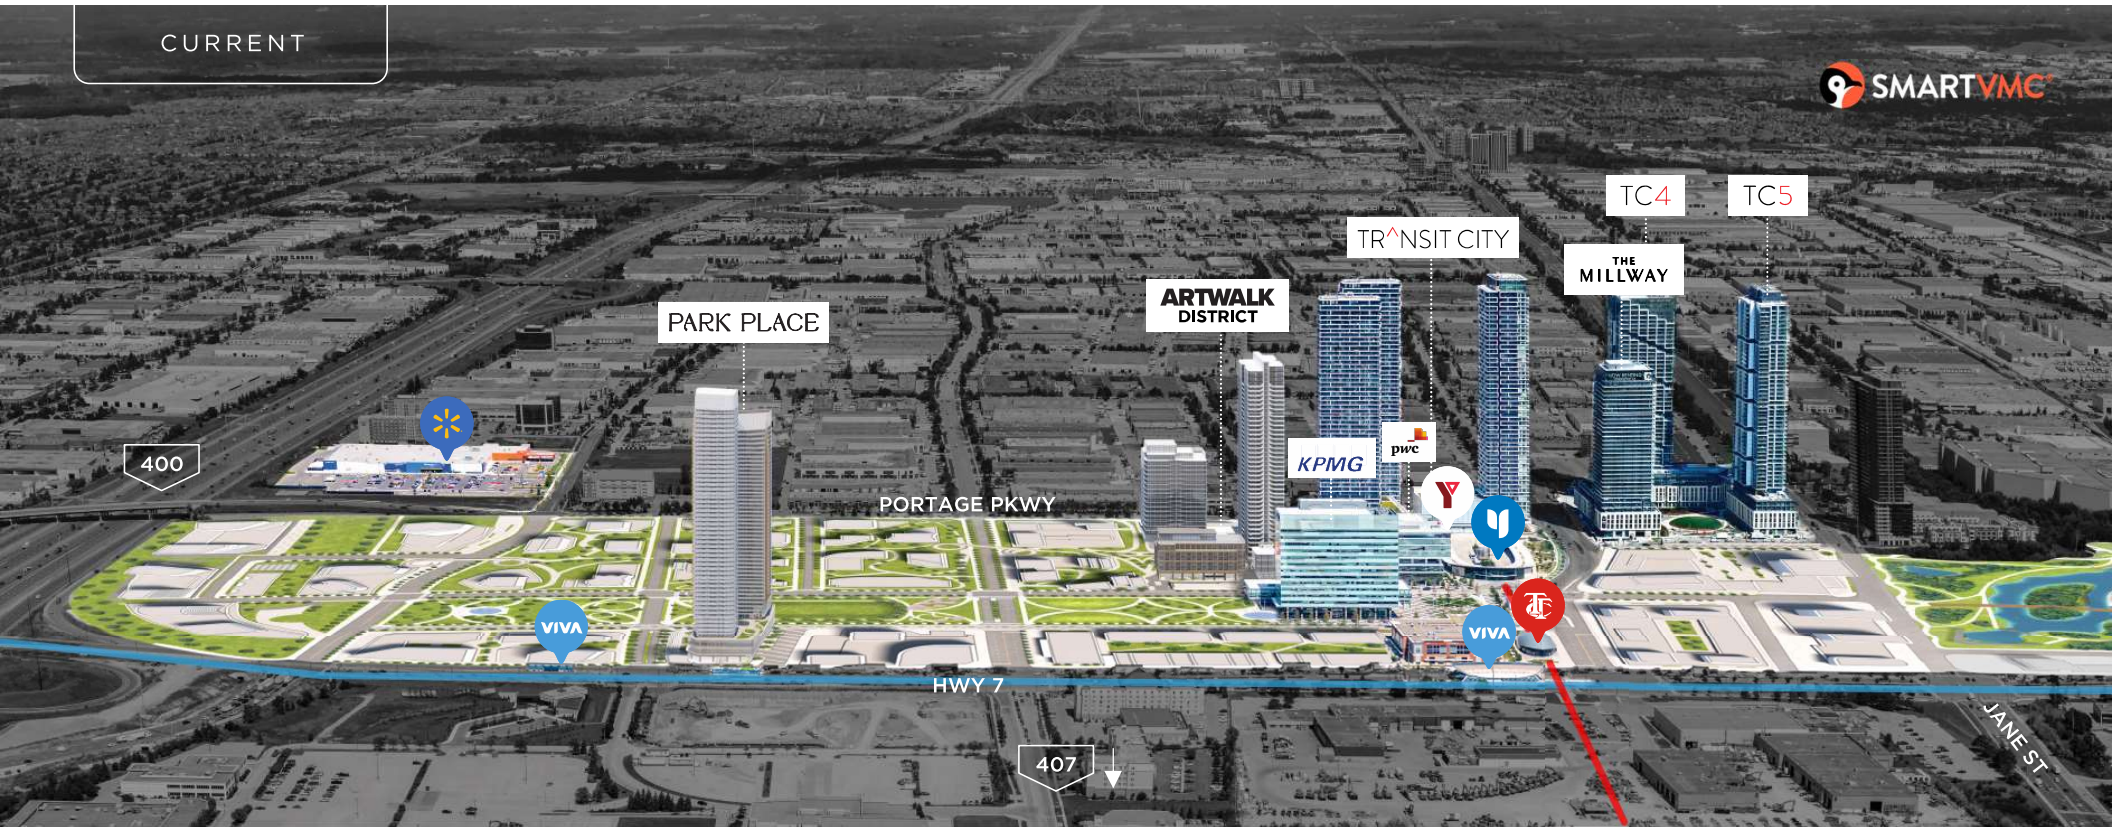 CURRENT
SMARTVMC
TC4
TC5
TR^NSIT CITY
THE
MILLWAY
ARTWALK
DISTRICT
PARK PLACE
KPMG
pwc
Y
400
PORTAGE PKWY
VIVA
TTC
VIVA
HWY 7
407
JANE ST